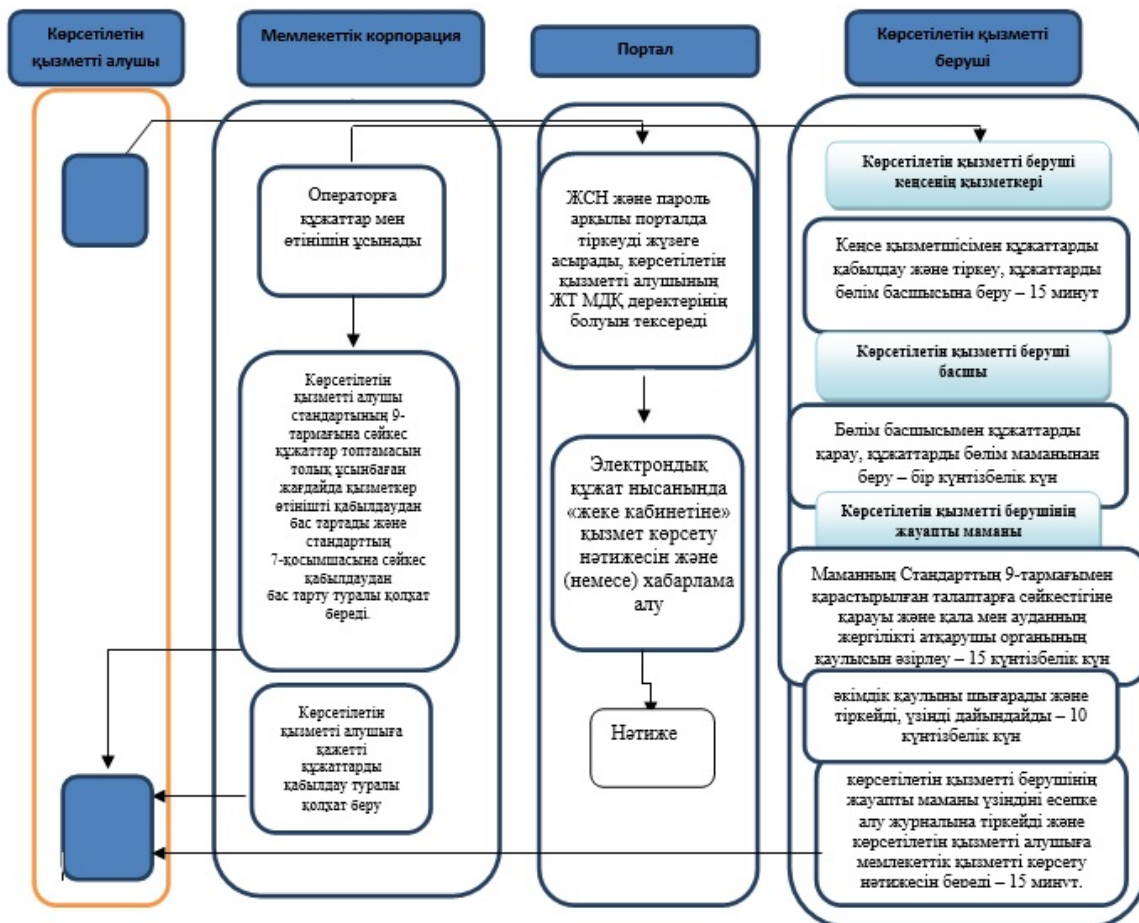 Көрсетілетін
қызметті алушы
Мемлекеттік корпорация
Портал
Көрсетілетін қызметті
беруші
Операторға
құжаттар мен
өтінішін ұсынады
Көрсетілетін
қызметті алушы
стандартының 9-
тармағына сәйкес
құжаттар топтамасын
толық ұсынбаған
жағдайда қызметкер
өтінішті қабылдаудан
бас тартады және
стандарттың
7-қосымшасына сәйкес
қабылдаудан
бас тарту туралы қолхат
береді.
Көрсетілетін
қызметті алушыға
қажетті
құжаттарды
қабылдау туралы
қолхат беру
ЖСН және пароль
арқылы порталда
тіркеуді жүзеге
асырады, көрсетілетін
қызметті алушының
ЖТ МДҚ деректерінің
болуын тексереді
Электрондық
құжат нысанында
«жеке кабинетіне»
қызмет көрсету
нәтижесін және
(немесе) хабарлама
алу
Нәтиже
Көрсетілетін қызметті беруші
кеңсенің қызметкері
Кеңсе қызметшісімен құжаттарды
қабылдау және тіркеу, құжаттарды
бөлім басшысына беру – 15 минут
Көрсетілетін қызметті беруші
басшы
Бөлім басшысымен құжаттарды
қарау, құжаттарды бөлім маманынан
беру – бір күнтізбелік күн
Көрсетілетін қызметті берушінің
жауапты маманы
Маманның Стандарттың 9-тармағымен
қарастырылған талаптарға сәйкестігіне
қарауы және қала мен ауданның
жергілікті атқарушы органының
қаулысын әзірлеу – 15 күнтізбелік күн
әкімдік қаулыны шығарады және
тіркейді, үзінді дайындайды – 10
күнтізбелік күн
көрсетілетін қызметті берушінің
жауапты маманы үзіндіні есепке
алу журналына тіркейді және
көрсетілетін қызметті алушыға
мемлекеттік қызметті көрсету
нәтижесін береді – 15 минут.